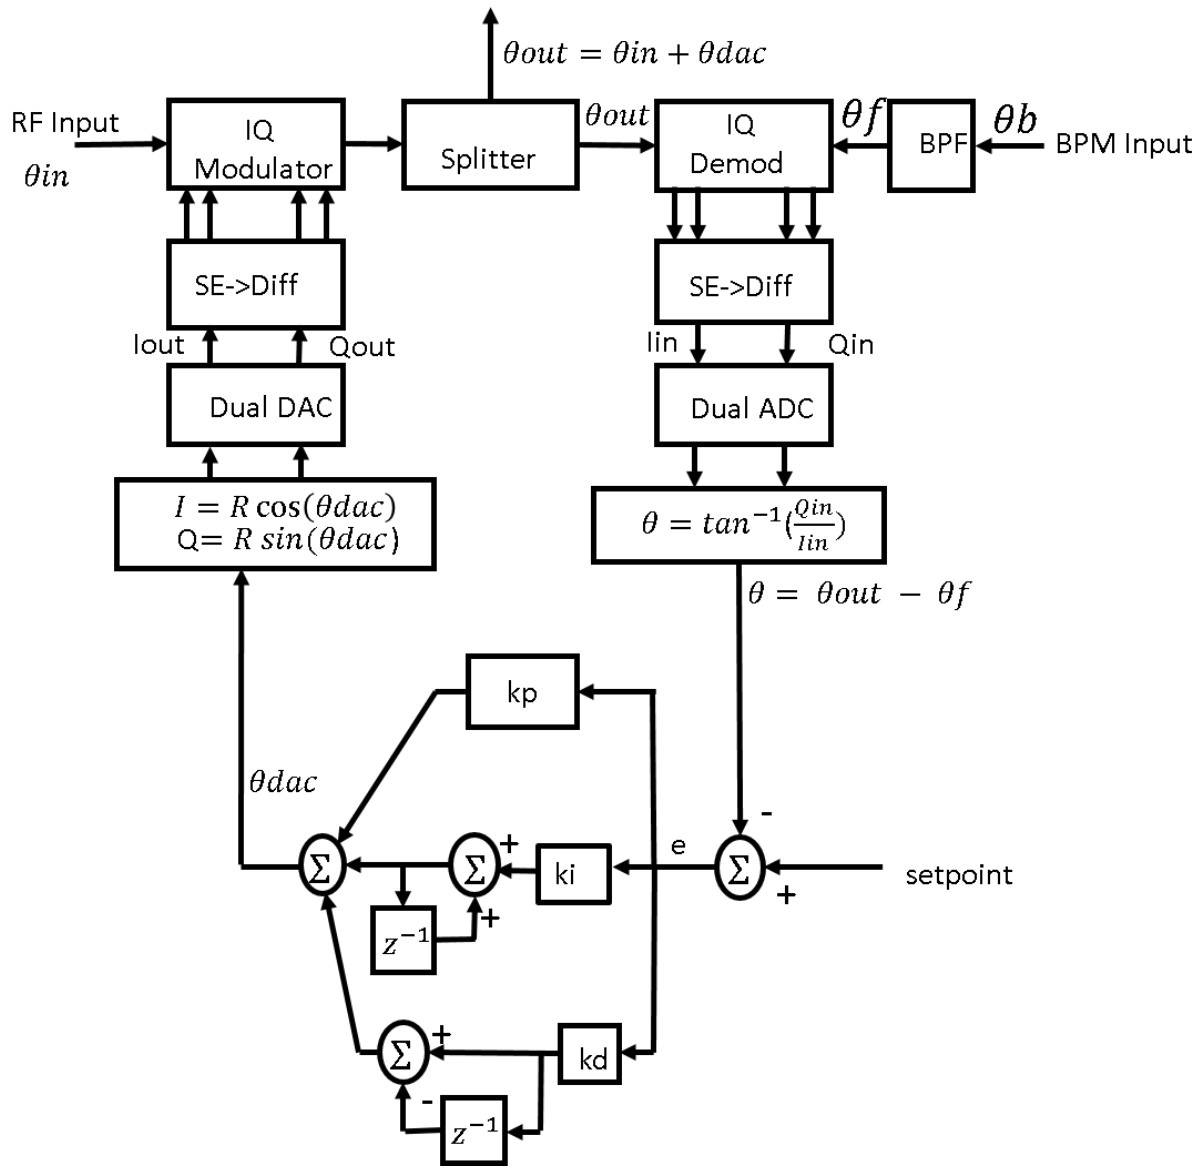 θout = θin + θdac
RF Input
θin
IQ
Modulator
Splitter
θout
IQ
Demod
θf
BPF
θb
BPM Input
SE->Diff
SE->Diff
Iout
Qout
Iin
Qin
Dual DAC
Dual ADC
I = R cos(θdac)
Q= R sin(θdac)
θ = tan⁻¹(Qin/Iin)
θ = θout − θf
kp
θdac
-
Σ
+
Σ
+
ki
e
Σ
+
setpoint
z⁻¹
+
Σ
+
kd
-
z⁻¹